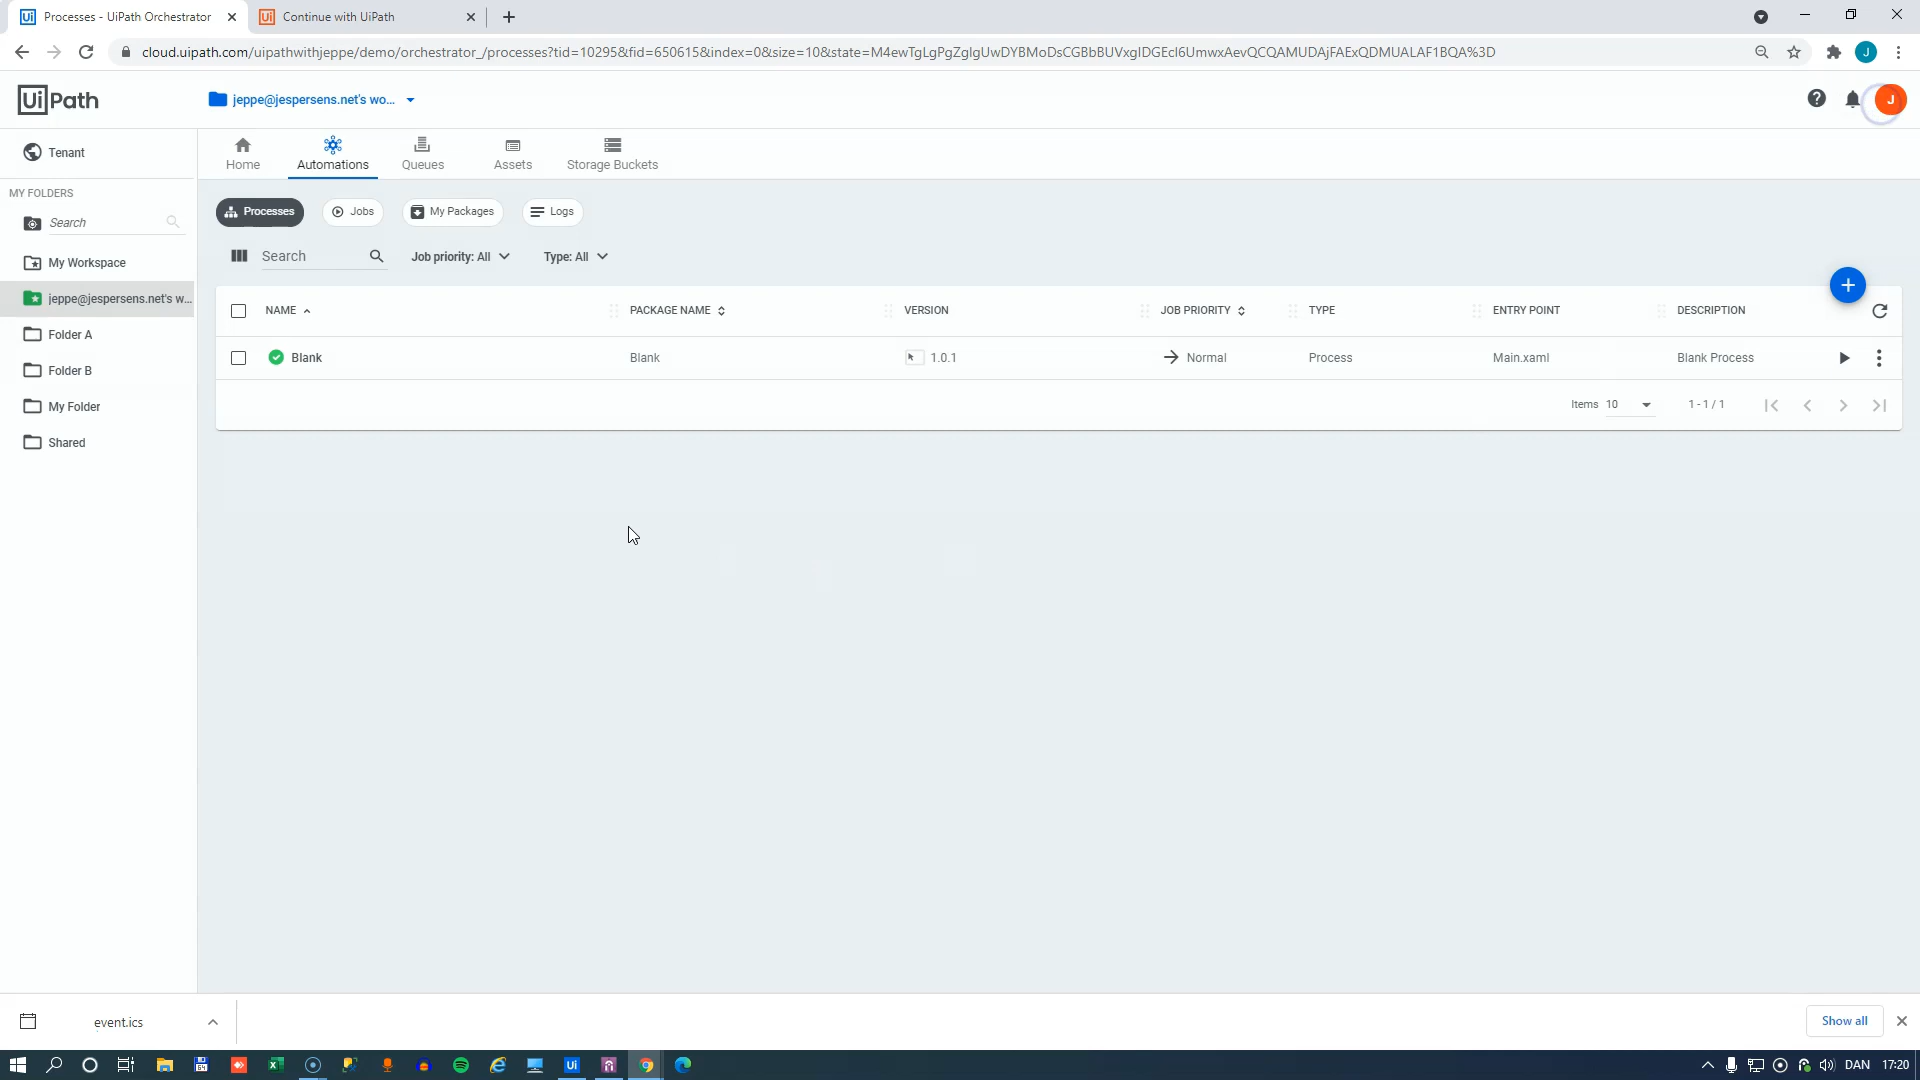 Processes - UiPath Orchestrator
Continue with UiPath
cloud.uipath.com/uipathwithjeppe/demo/orchestrator_/processes?tid=10295&fid=650615&index=0&size=10&state=M4ewTgLgPgZglgUwDYBMoDsCGBbBUVxgIDGEcl6UmwxAevQCQAMUDAjFAExQDMUALAF1BQA%3D
J
UiPath
jeppe@jespersens.net's wo...
J
Tenant
Home
Automations
Queues
Assets
Storage Buckets
MY FOLDERS
Search
My Workspace
jeppe@jespersens.net's w...
Folder A
Folder B
My Folder
Shared
Processes
Jobs
My Packages
Logs
Search
Job priority: All
Type: All
NAME
PACKAGE NAME
VERSION
JOB PRIORITY
TYPE
ENTRY POINT
DESCRIPTION
Blank
Blank
1.0.1
Normal
Process
Main.xaml
Blank Process
Items 10
1 - 1 / 1
event.ics
Show all
DAN
17:20